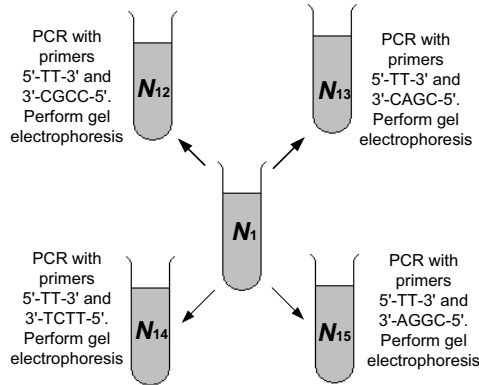 PCR with
primers
5'-TT-3' and
3'-CGCC-5'.
Perform gel
electrophoresis
N12
N13
PCR with
primers
5'-TT-3' and
3'-CAGC-5'.
Perform gel
electrophoresis
N1
PCR with
primers
5'-TT-3' and
3'-TCTT-5'.
Perform gel
electrophoresis
N14
N15
PCR with
primers
5'-TT-3' and
3'-AGGC-5'.
Perform gel
electrophoresis